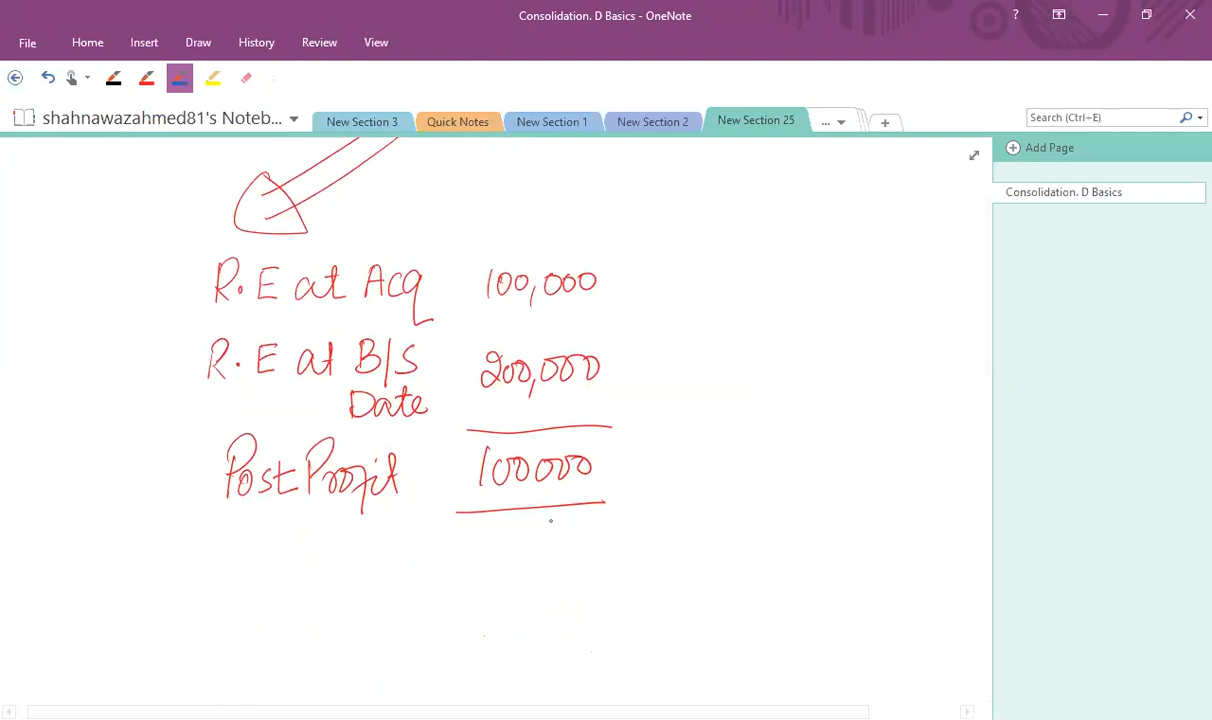 Consolidation. D Basics - OneNote
?
File Home Insert Draw History Review View
shahnawazahmed81's Noteb...
New Section 3
Quick Notes
New Section 1
New Section 2
New Section 25
...
Search (Ctrl+E)
Add Page
Consolidation. D Basics
R.E at Acq 100,000
R.E at B/S 200,000
Date
Post Profit 100000